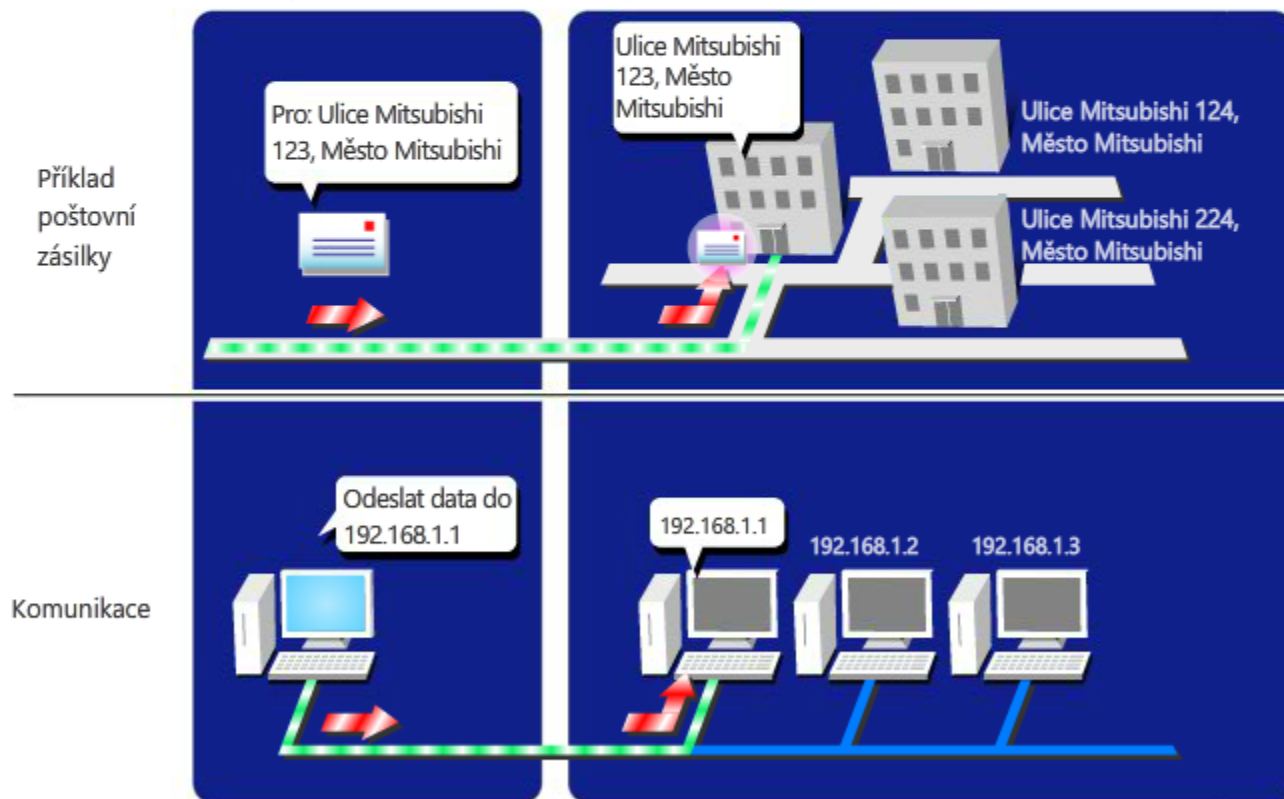 Příklad
poštovní
zásilky
Pro: Ulice Mitsubishi
123, Město Mitsubishi
Ulice Mitsubishi
123, Město
Mitsubishi
Ulice Mitsubishi 124,
Město Mitsubishi
Ulice Mitsubishi 224,
Město Mitsubishi
Komunikace
Odeslat data do
192.168.1.1
192.168.1.1
192.168.1.2
192.168.1.3